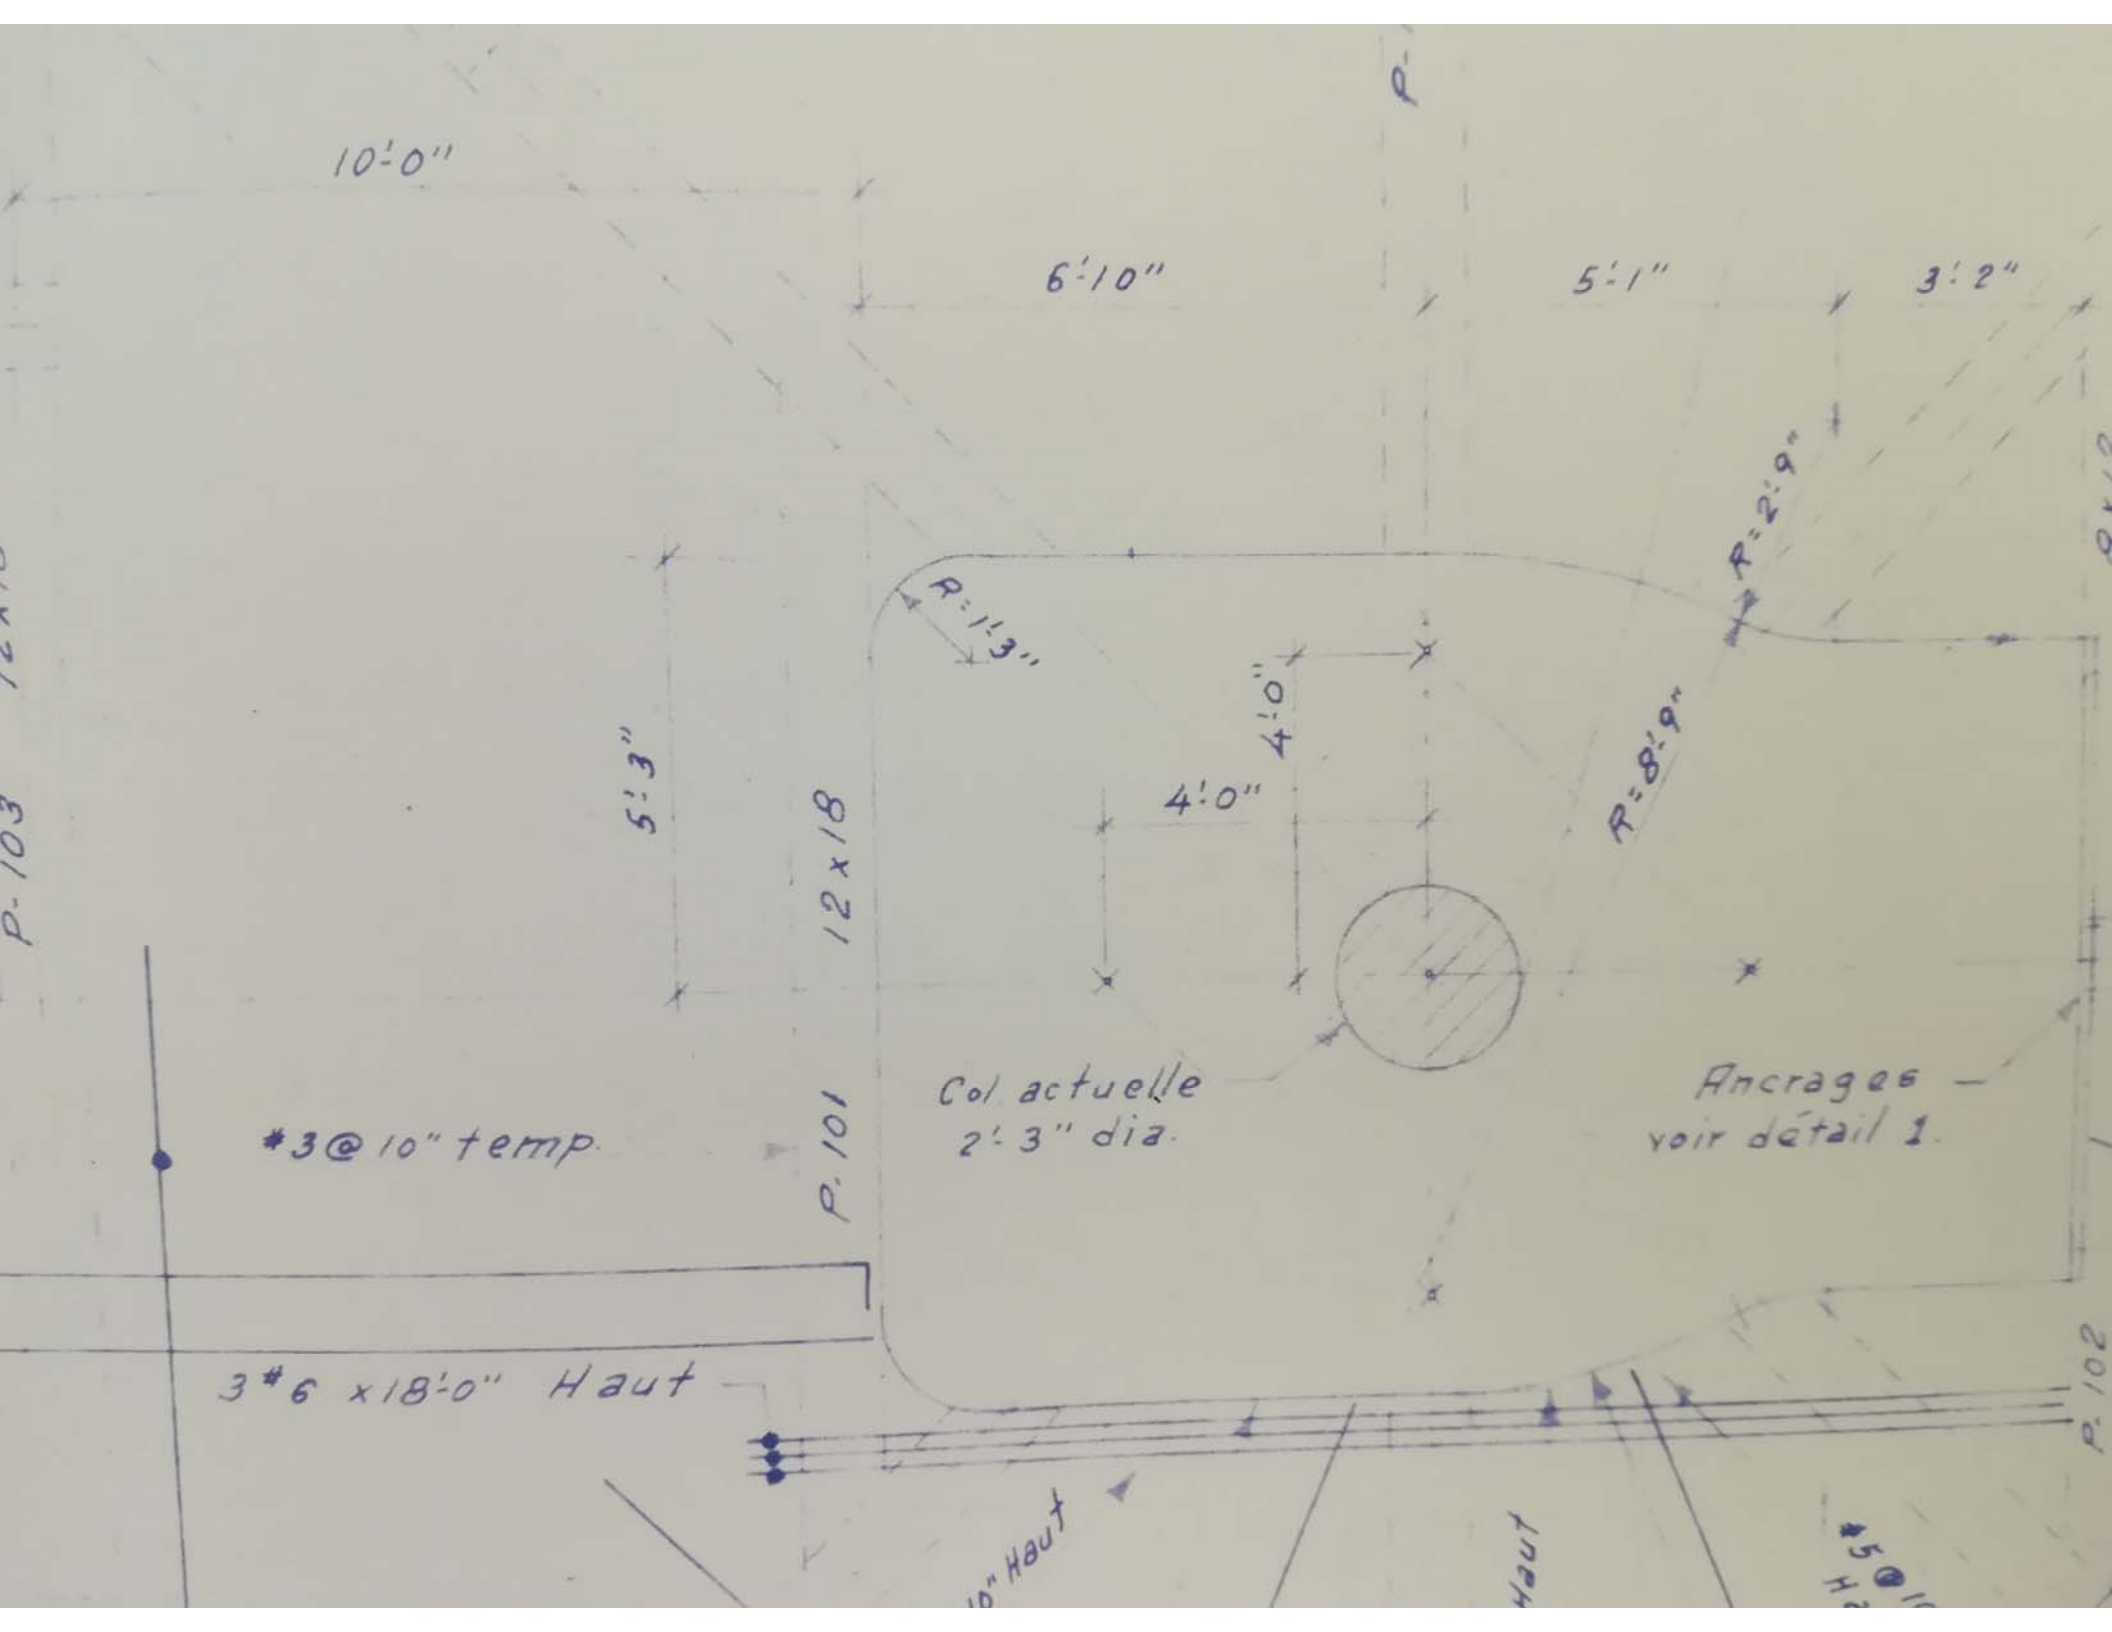 P-
10'-0"
6'-10"
5'-1"
3'-2"
R=2'-9"
R=1'-3"
4'-0"
R=8'-9"
5'-3"
4'-0"
12x18
P-103
Col. actuelle
2'-3" dia.
Ancrages
voir détail 1.
#3@10" temp.
P-101
3#6 x18'-0" Haut
P-102
Haut
Haut
#5@